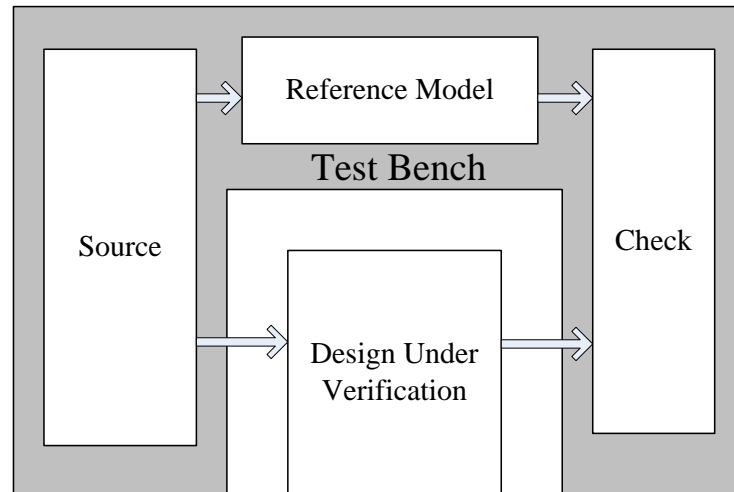 Reference Model
Test Bench
Source
Check
Design Under
Verification